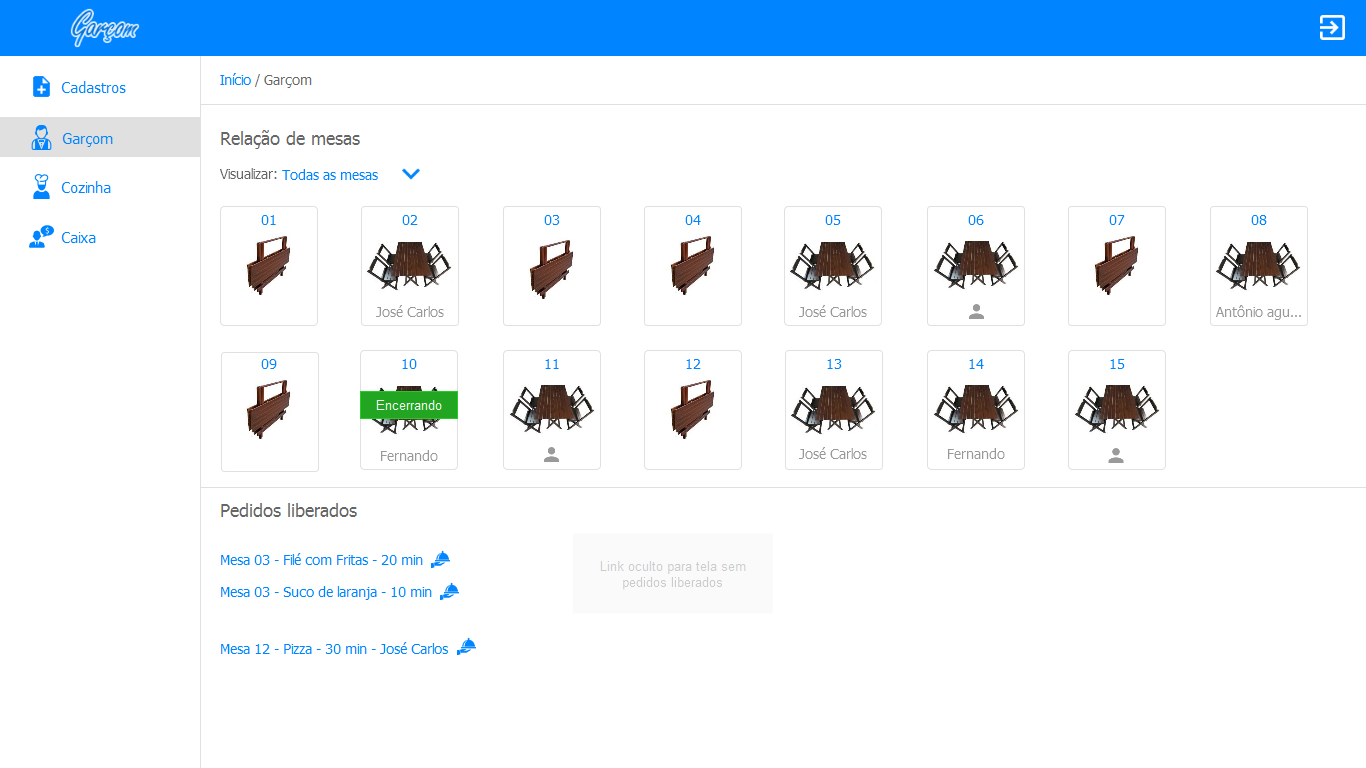 Garçom
Cadastros
Garçom
Cozinha
Caixa
Início / Garçom
Relação de mesas
Visualizar: Todas as mesas
01
02
José Carlos
03
04
05
José Carlos
06
07
08
Antônio agu...
09
10
Encerrando
Fernando
11
12
13
José Carlos
14
Fernando
15
Pedidos liberados
Mesa 03 - Filé com Fritas - 20 min
Mesa 03 - Suco de laranja - 10 min
Mesa 12 - Pizza - 30 min - José Carlos
Link oculto para tela sem
pedidos liberados